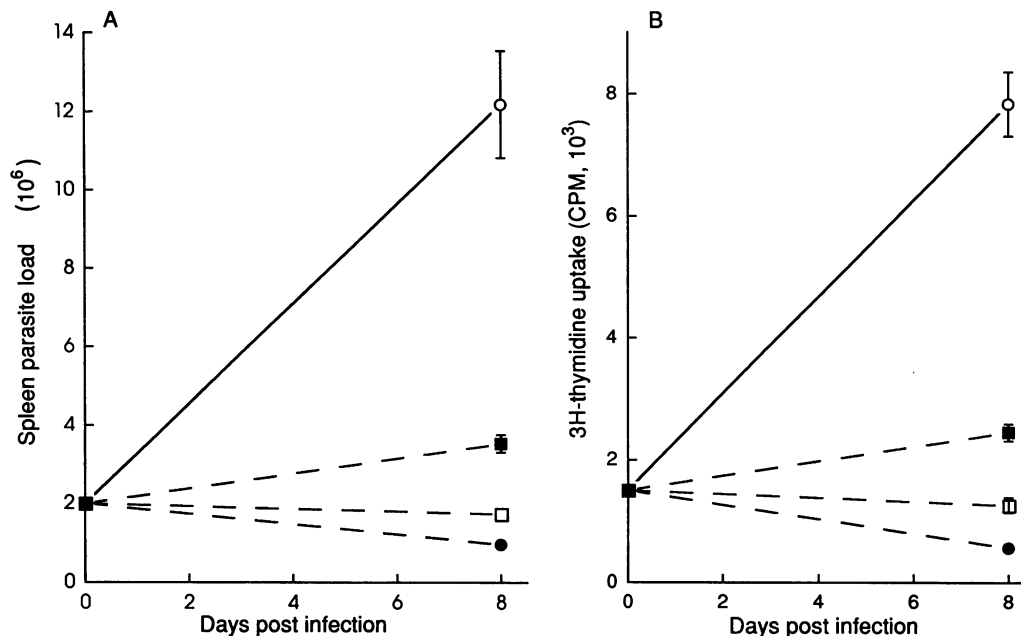 A
14
12
10
8
6
4
2
0
Spleen parasite load (10⁶)
0 2 4 6 8
Days post infection
B
8
6
4
2
0
3H-thymidine uptake (CPM, 10³)
0 2 4 6 8
Days post infection